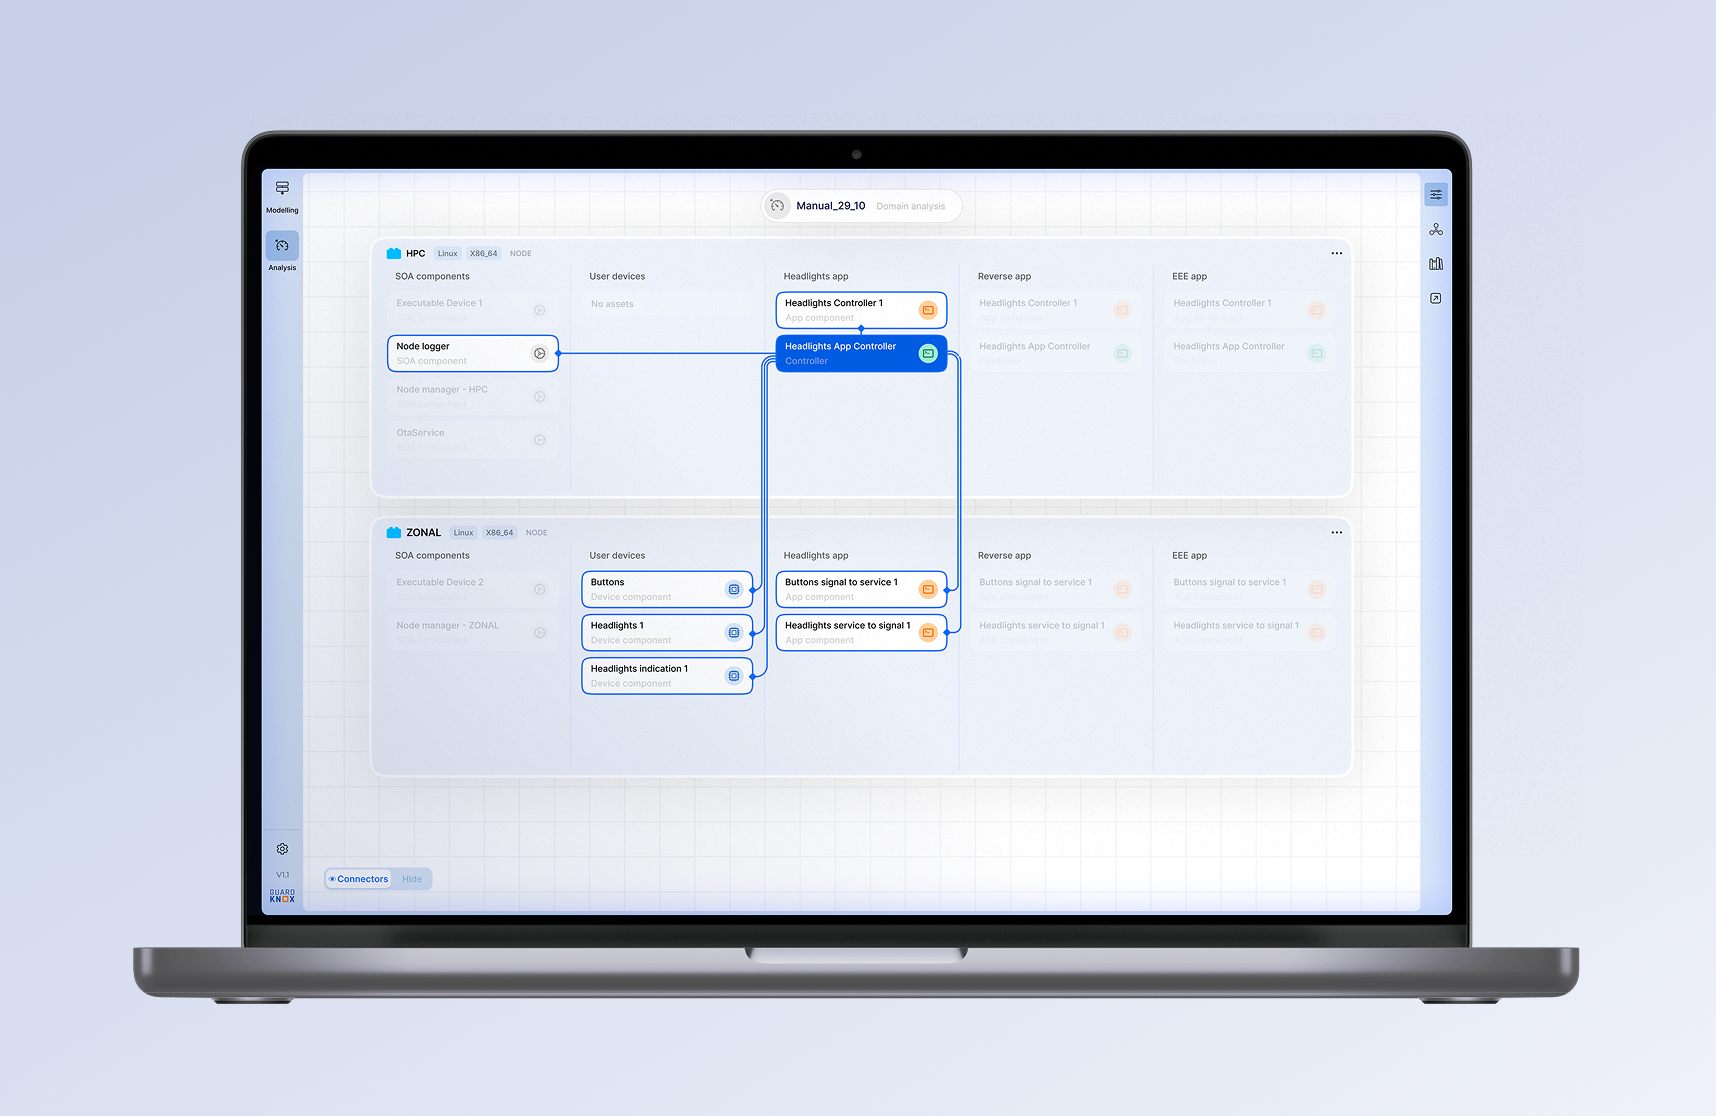 Modelling
Analysis
Manual_29_10 Domain analysis
HPC Linux X86_64 NODE
SOA components User devices Headlights app Reverse app EEE app
Executable Device 1
SOA component
No assets
Headlights Controller 1
App component
Headlights Controller 1
App component
Headlights Controller 1
App component
Node logger
SOA component
Headlights App Controller
Controller
Headlights App Controller
Controller
Headlights App Controller
Controller
Node manager - HPC
SOA component
OtaService
SOA component
ZONAL Linux X86_64 NODE
SOA components User devices Headlights app Reverse app EEE app
Executable Device 2
SOA component
Buttons
Device component
Buttons signal to service 1
App component
Buttons signal to service 1
App component
Buttons signal to service 1
App component
Node manager - ZONAL
SOA component
Headlights 1
Device component
Headlights service to signal 1
App component
Headlights service to signal 1
App component
Headlights service to signal 1
App component
Headlights indication 1
Device component
Connectors Hide
V1.1
GUARD
KNOX